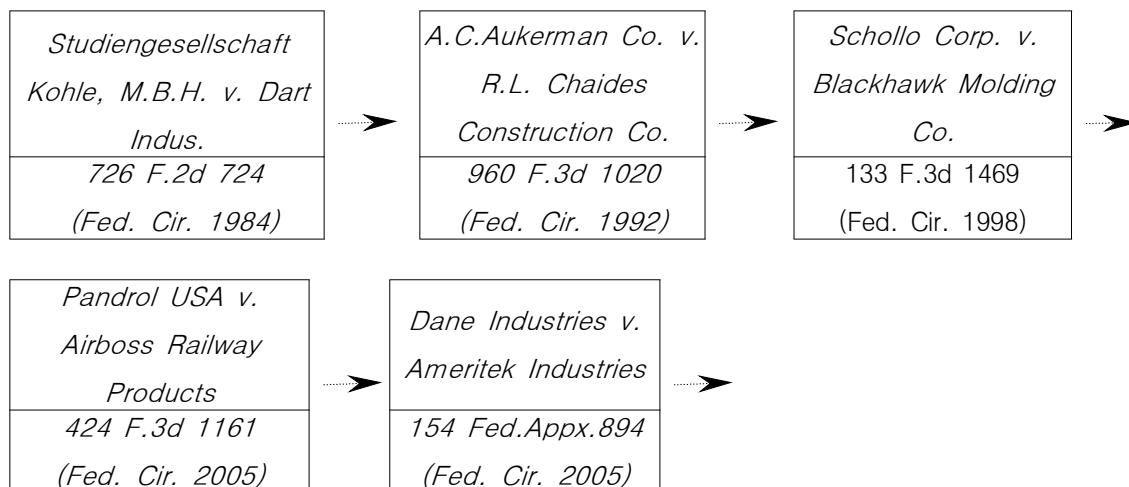 Studiengesellschaft
Kohle, M.B.H. v. Dart
Indus.
726 F.2d 724
(Fed. Cir. 1984)
A.C.Aukerman Co. v.
R.L. Chaides
Construction Co.
960 F.3d 1020
(Fed. Cir. 1992)
Schollo Corp. v.
Blackhawk Molding
Co.
133 F.3d 1469
(Fed. Cir. 1998)
Pandrol USA v.
Airboss Railway
Products
424 F.3d 1161
(Fed. Cir. 2005)
Dane Industries v.
Ameritek Industries
154 Fed.Appx.894
(Fed. Cir. 2005)